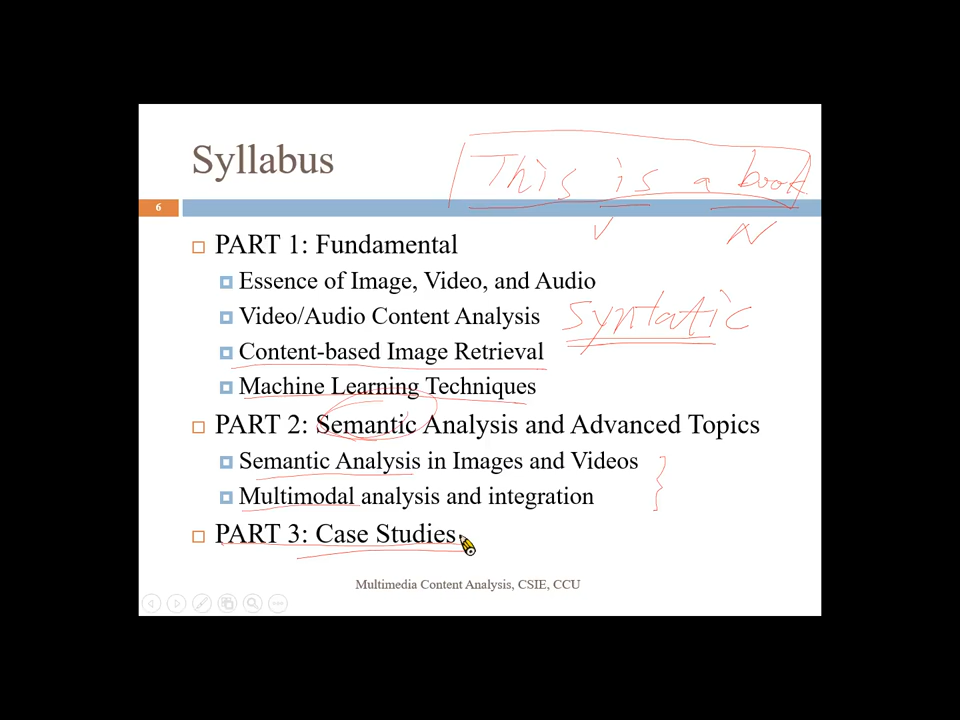 Syllabus
This is a book
6
V N
PART 1: Fundamental
Essence of Image, Video, and Audio
Video/Audio Content Analysis
Syntatic
Content-based Image Retrieval
Machine Learning Techniques
PART 2: Semantic Analysis and Advanced Topics
Semantic Analysis in Images and Videos
Multimodal analysis and integration
PART 3: Case Studies
Multimedia Content Analysis, CSIE, CCU